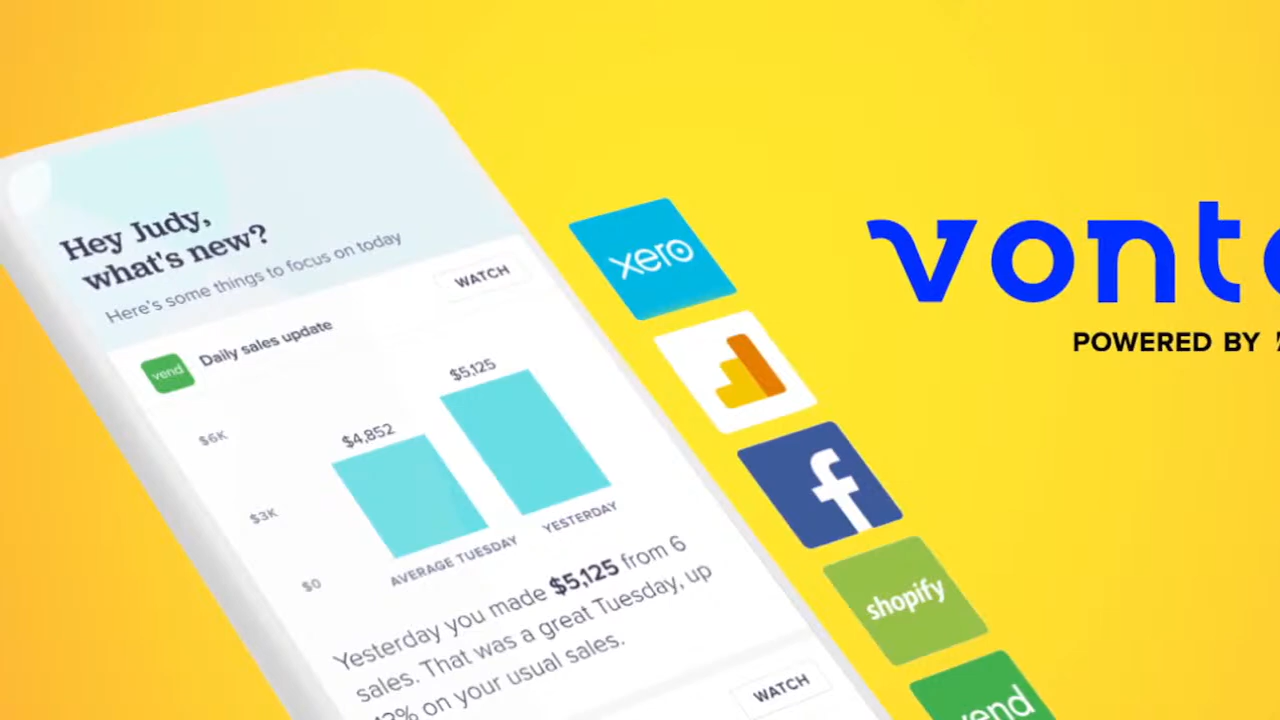 Hey Judy,
what's new?
Here's some things to focus on today
WATCH
vend
Daily sales update
$6K
$3K
$0
$4,852
$5,125
AVERAGE TUESDAY
YESTERDAY
Yesterday you made $5,125 from 6
sales. That was a great Tuesday, up
% on your usual sales.
WATCH
xero
f
shopify
vend
vont
POWERED BY